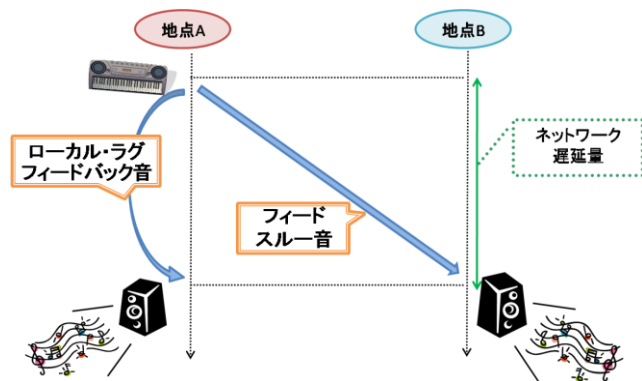 地点A
地点B
ローカル・ラグ
フィードバック音
フィード
スルー音
ネットワーク
遅延量